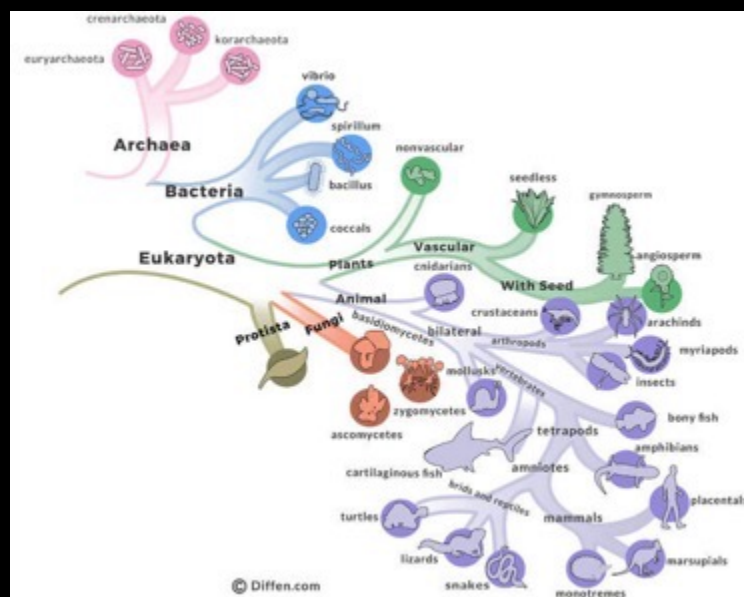 crenarchaeota
korarchaeota
euryarchaeota
Archaea
vibrio
spirillum
bacillus
coccals
Bacteria
nonvascular
seedless
gymnosperm
angiosperm
Vascular
With Seed
Plants
Eukaryota
cnidarians
Animal
crustaceans
arachinds
myriapods
insects
arthropods
bilateral
Protista
Fungi
basidiomycetes
zygomycetes
ascomycetes
mollusks
vertebrates
bony fish
tetrapods
amphibians
cartilaginous fish
amniotes
brids and reptiles
turtles
lizards
snakes
mammals
placentals
marsupials
monotremes
© Diffen.com